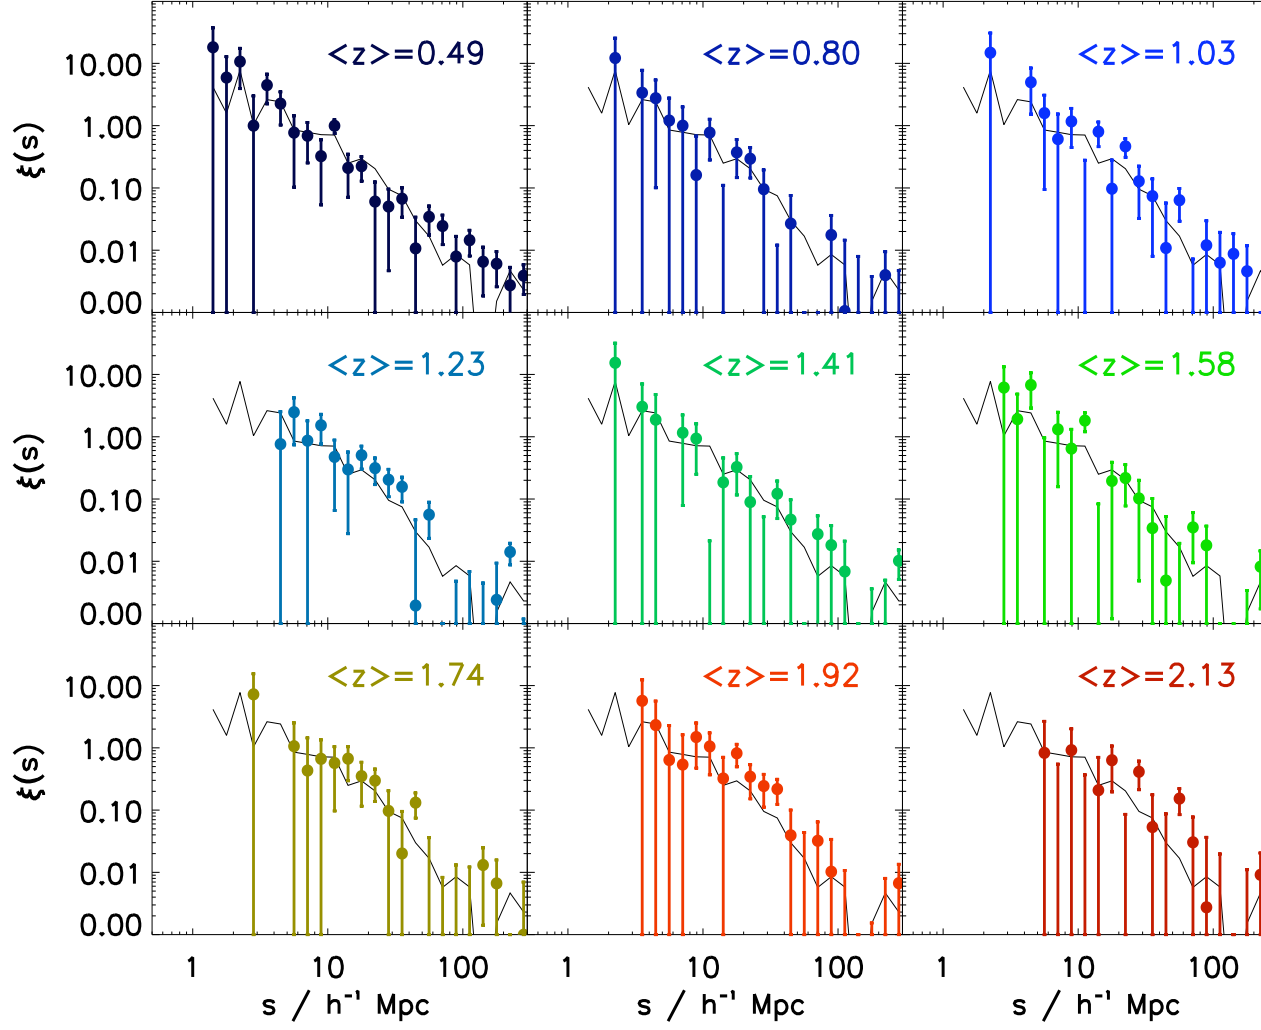 <z>=0.49 <z>=0.80 <z>=1.03
10.00
1.00
0.10
0.01
0.00
ξ(s)
<z>=1.23 <z>=1.41 <z>=1.58
10.00
1.00
0.10
0.01
0.00
ξ(s)
<z>=1.74 <z>=1.92 <z>=2.13
10.00
1.00
0.10
0.01
0.00
ξ(s)
1 10 100 1 10 100 1 10 100
s / h⁻¹ Mpc s / h⁻¹ Mpc s / h⁻¹ Mpc